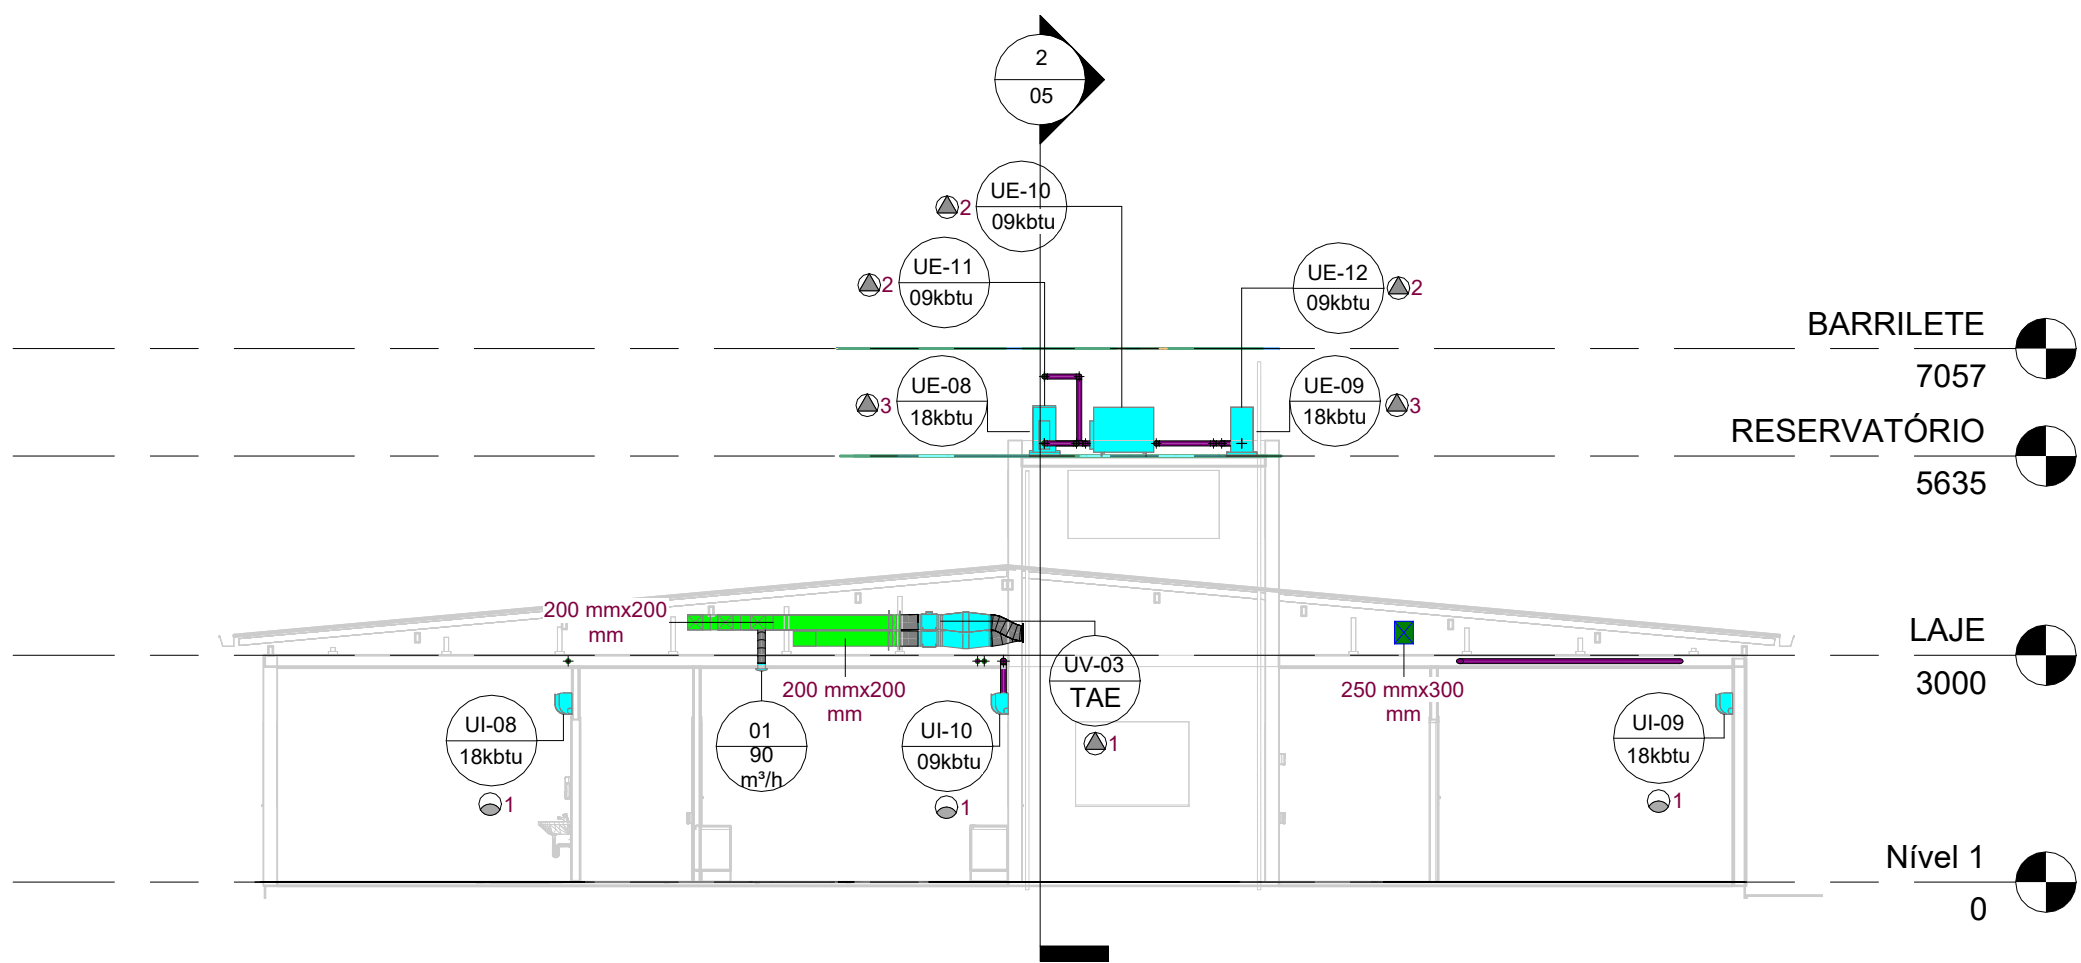 2
05
UE-10
09kbtu
2
UE-11
09kbtu
2
UE-12
09kbtu
2
BARRILETE
7057
UE-08
18kbtu
3
UE-09
18kbtu
3
RESERVATÓRIO
5635
200 mmx200
mm
LAJE
3000
UV-03
TAE
1
200 mmx200
mm
250 mmx300
mm
UI-08
18kbtu
1
01
90
m³/h
UI-10
09kbtu
1
UI-09
18kbtu
1
Nível 1
0